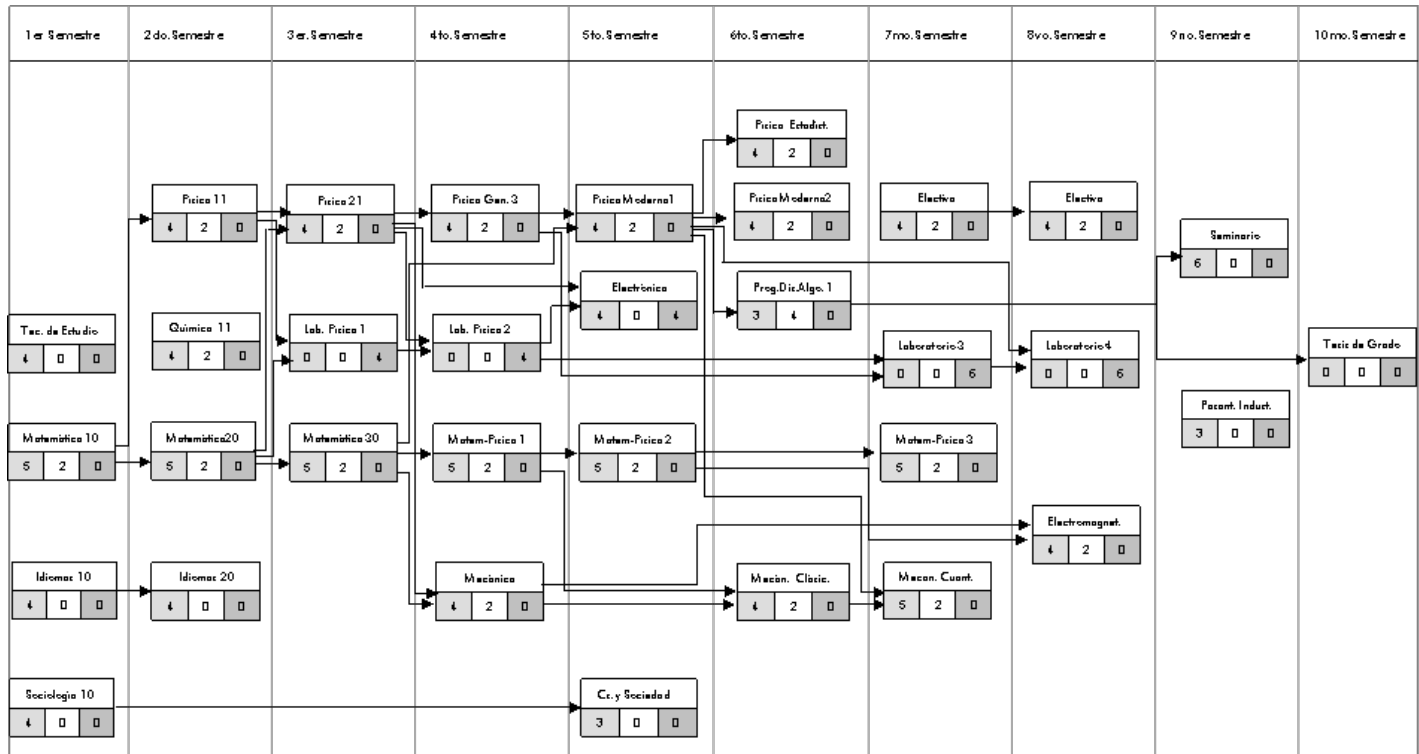 1er Semestre
2do. Semestre
3er. Semestre
4to. Semestre
5to. Semestre
6to. Semestre
7mo. Semestre
8vo. Semestre
9no. Semestre
10mo. Semestre
Tec. de Estudio
4 0 0
Matemática 10
5 2 0
Idiomas 10
4 0 0
Sociologia 10
4 0 0
Fisica 11
4 2 0
Quimica 11
4 2 0
Matemática20
5 2 0
Idiomas 20
4 0 0
Fisica 21
4 2 0
Lab. Fisica 1
0 0 4
Matemática 30
5 2 0
Fisica Gen. 3
4 2 0
Lab. Fisica 2
0 0 4
Matem-Fisica 1
5 2 0
Mecánica
4 2 0
Fisica Moderna1
4 2 0
Electrónica
4 0 4
Matem-Fisica 2
5 2 0
Cs. y Sociedad
3 0 0
Fisica Estadíst.
4 2 0
Fisica Moderna2
4 2 0
Prog.Dis.Algo. 1
3 4 0
Mecán. Clásic.
4 2 0
Electiva
4 2 0
Laboratorio3
0 0 6
Matem-Fisica 3
5 2 0
Mecan. Cuant.
5 2 0
Electiva
4 2 0
Laboratorio4
0 0 6
Electromagnet.
4 2 0
Seminario
6 0 0
Pasant. Indust.
3 0 0
Tesis de Grado
0 0 0